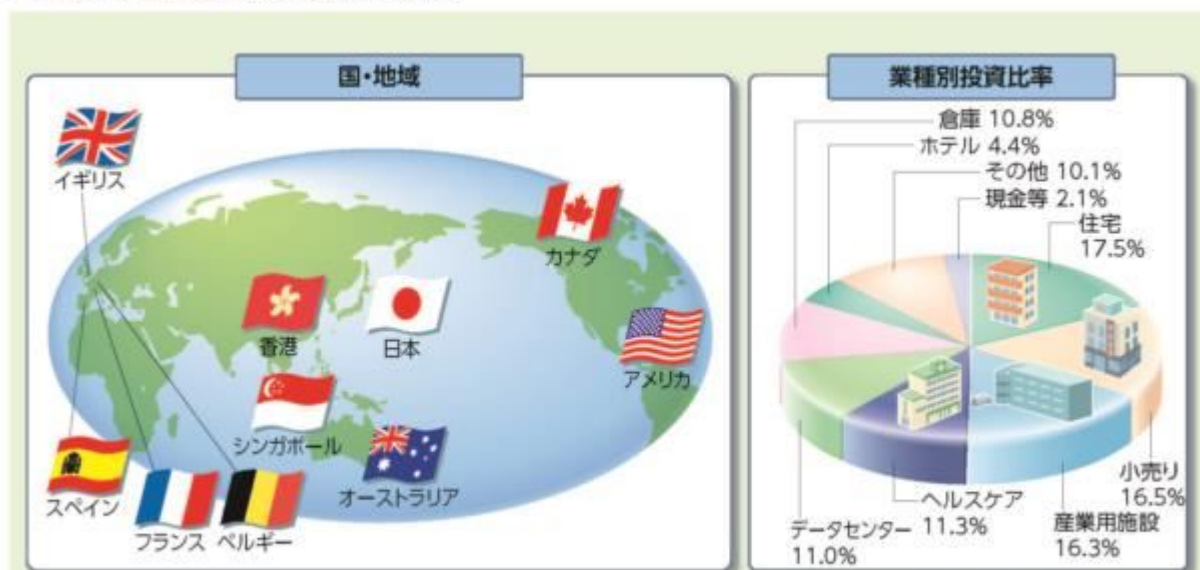 国・地域
イギリス
カナダ
香港
日本
アメリカ
シンガポール
オーストラリア
スペイン
フランス
ベルギー
業種別投資比率
倉庫 10.8%
ホテル 4.4%
その他 10.1%
現金等 2.1%
住宅
17.5%
小売り
16.5%
産業用施設
16.3%
ヘルスケア
11.3%
データセンター
11.0%